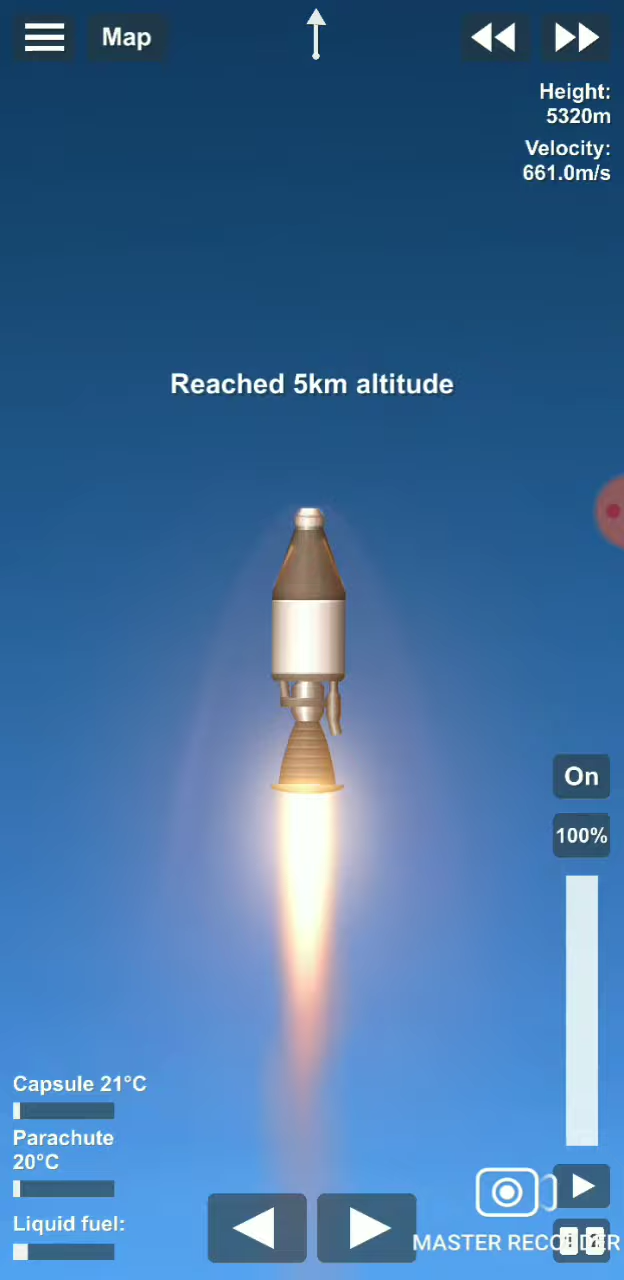 Map
Height:
5320m
Velocity:
661.0m/s
Reached 5km altitude
On
100%
Capsule 21°C
Parachute
20°C
Liquid fuel:
MASTER RECORDER